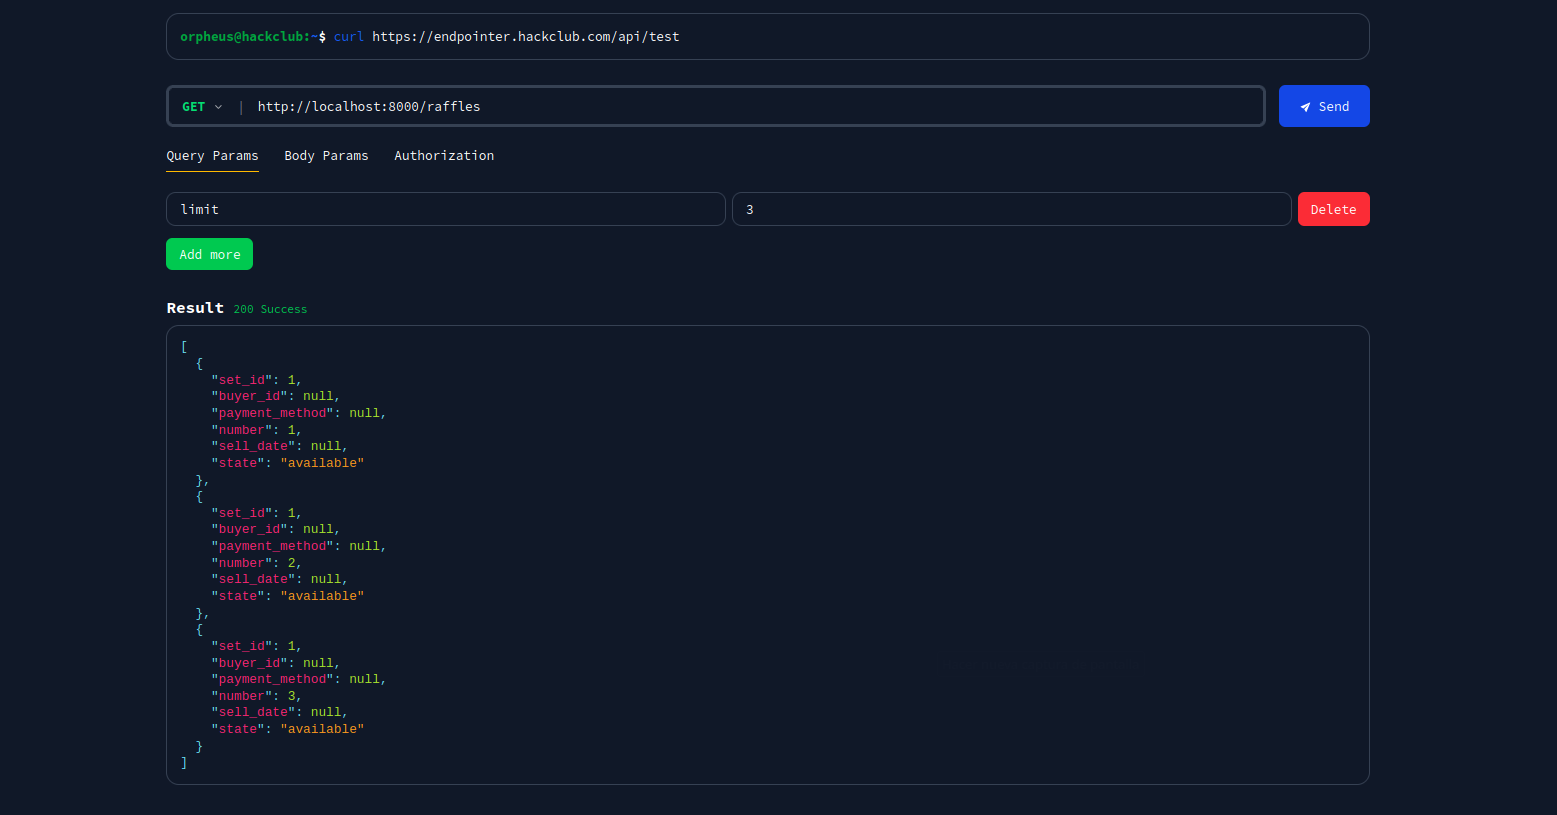 orpheus@hackclub:~$ curl https://endpointer.hackclub.com/api/test
GET | http://localhost:8000/raffles
Send
Query Params Body Params Authorization
limit 3 Delete
Add more
Result 200 Success
[
  {
    "set_id": 1,
    "buyer_id": null,
    "payment_method": null,
    "number": 1,
    "sell_date": null,
    "state": "available"
  },
  {
    "set_id": 1,
    "buyer_id": null,
    "payment_method": null,
    "number": 2,
    "sell_date": null,
    "state": "available"
  },
  {
    "set_id": 1,
    "buyer_id": null,
    "payment_method": null,
    "number": 3,
    "sell_date": null,
    "state": "available"
  }
]